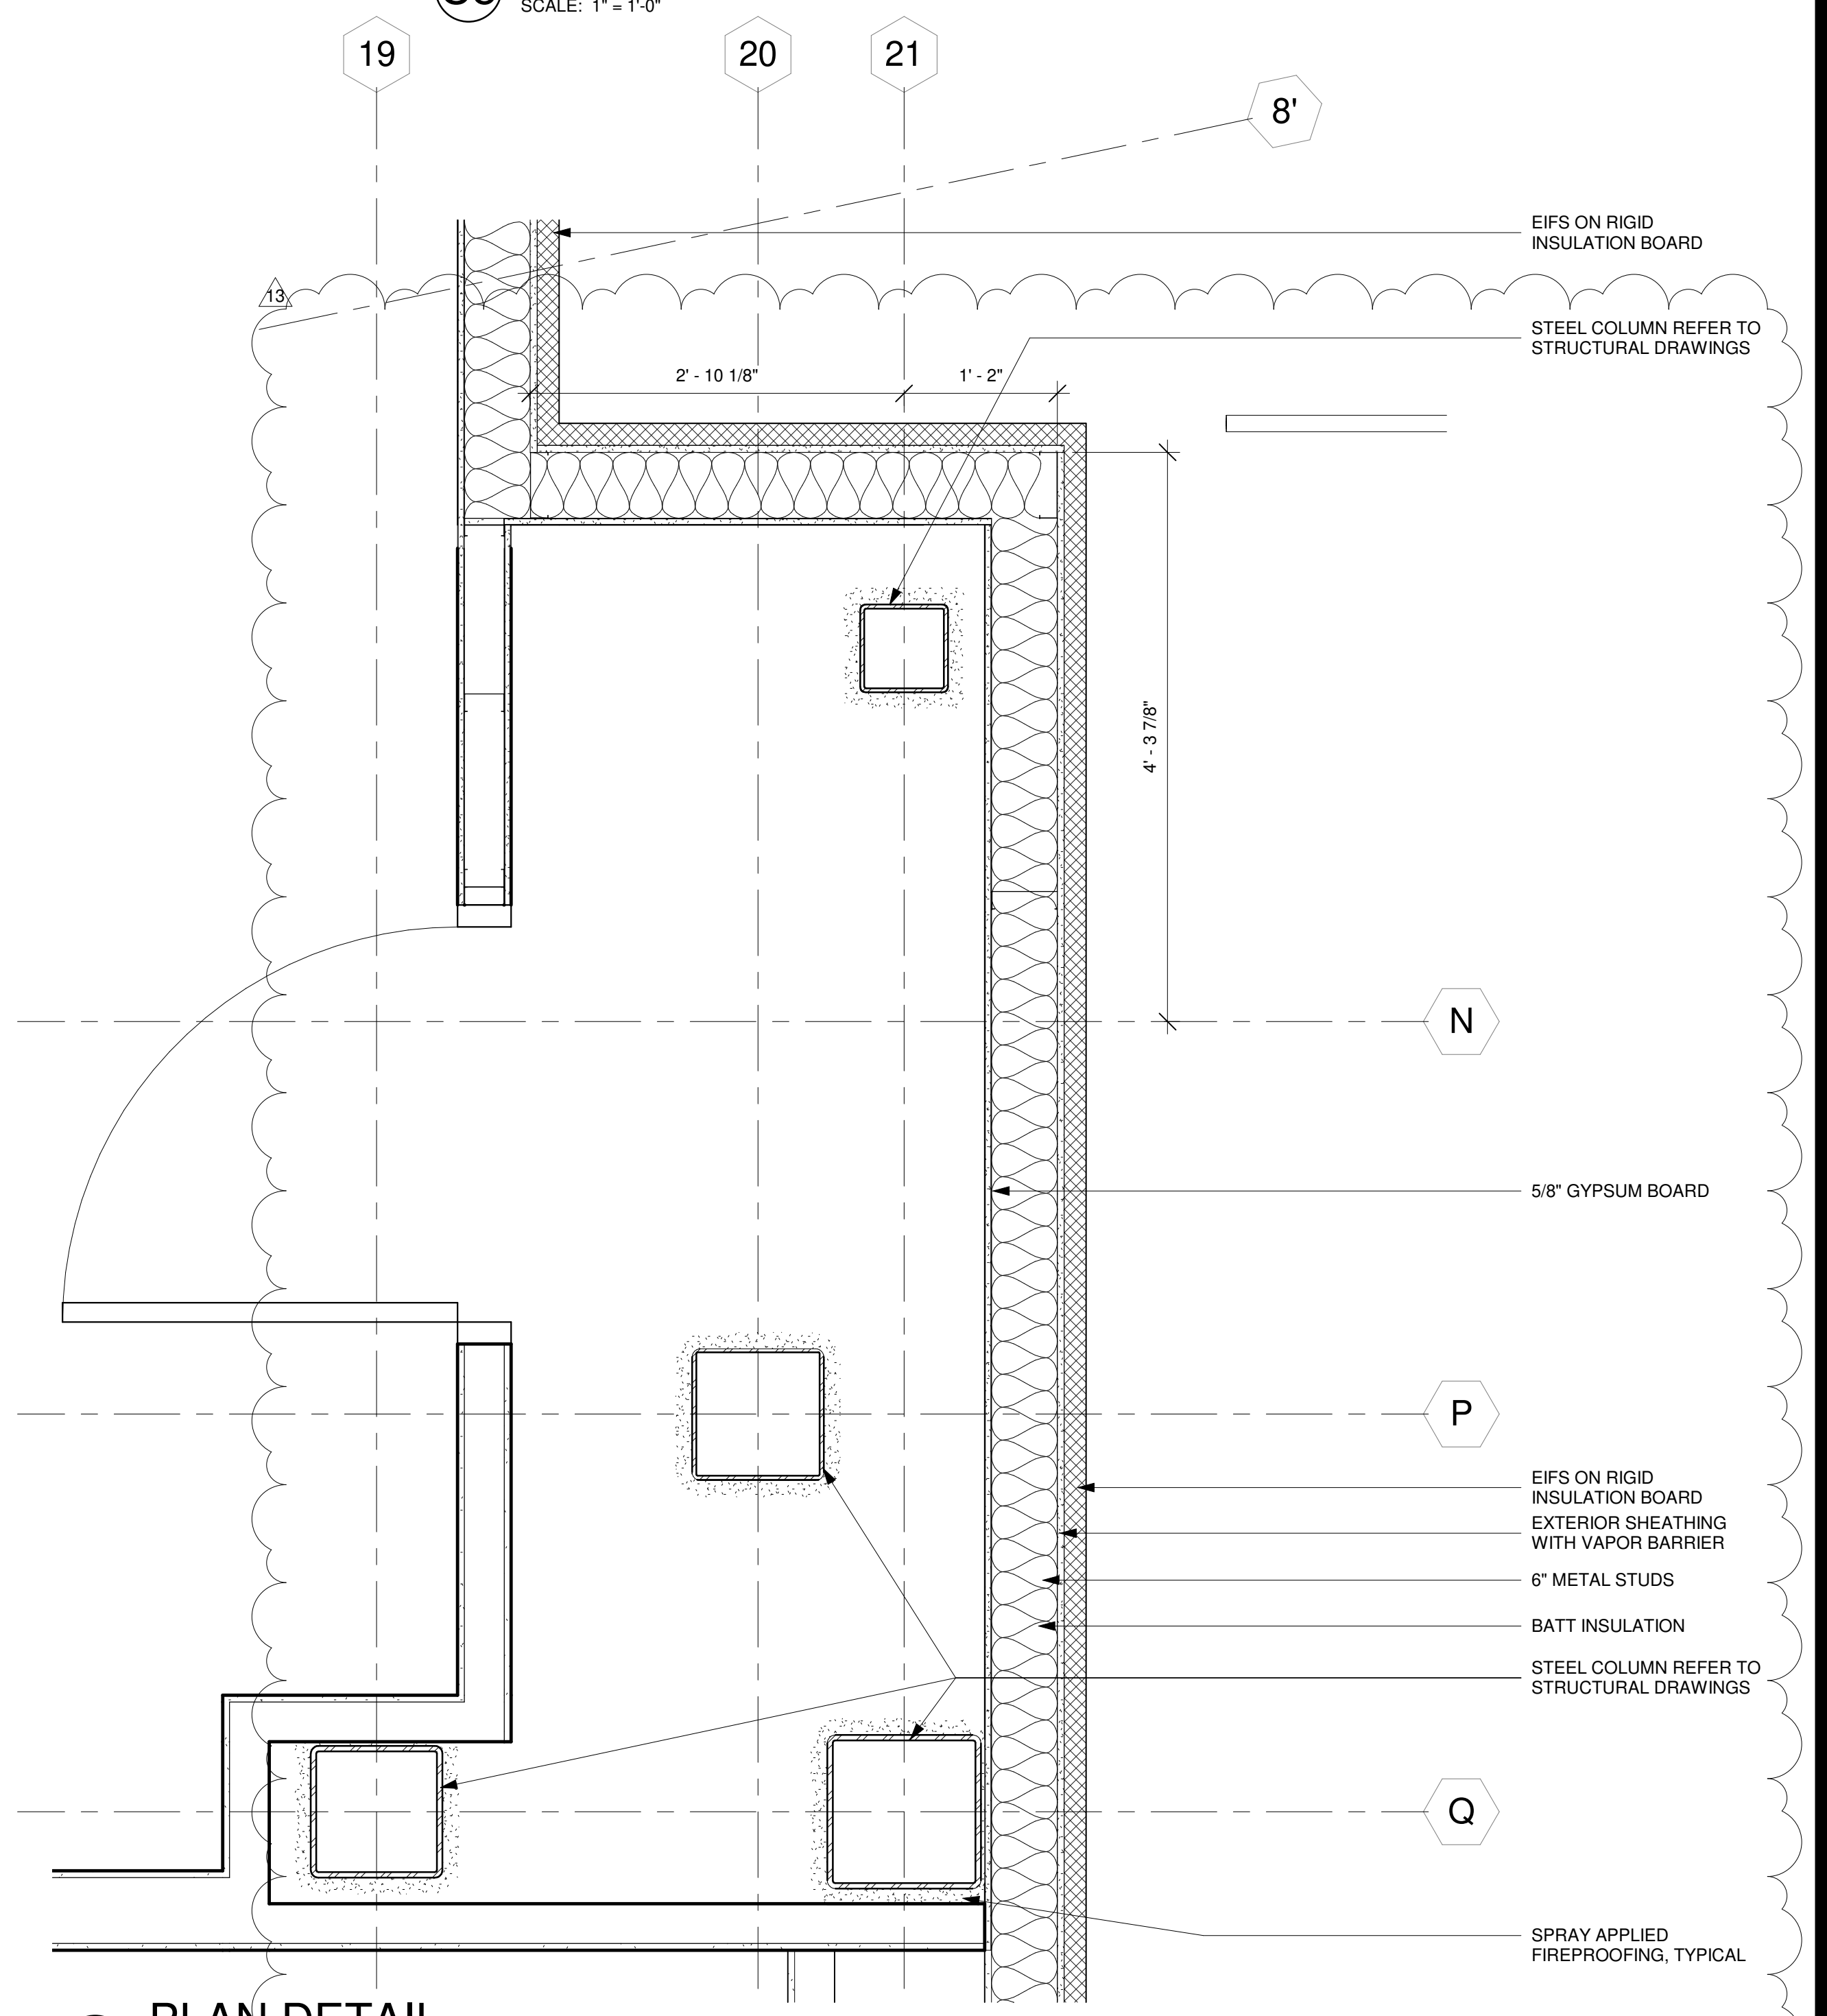 SCALE: 1" = 1'-0"
19
20
21
8'
EIFS ON RIGID
INSULATION BOARD
13
STEEL COLUMN REFER TO
STRUCTURAL DRAWINGS
2' - 10 1/8"
1' - 2"
4' - 3 7/8"
N
5/8" GYPSUM BOARD
P
EIFS ON RIGID
INSULATION BOARD
EXTERIOR SHEATHING
WITH VAPOR BARRIER
6" METAL STUDS
BATT INSULATION
STEEL COLUMN REFER TO
STRUCTURAL DRAWINGS
Q
SPRAY APPLIED
FIREPROOFING, TYPICAL
PLAN DETAIL